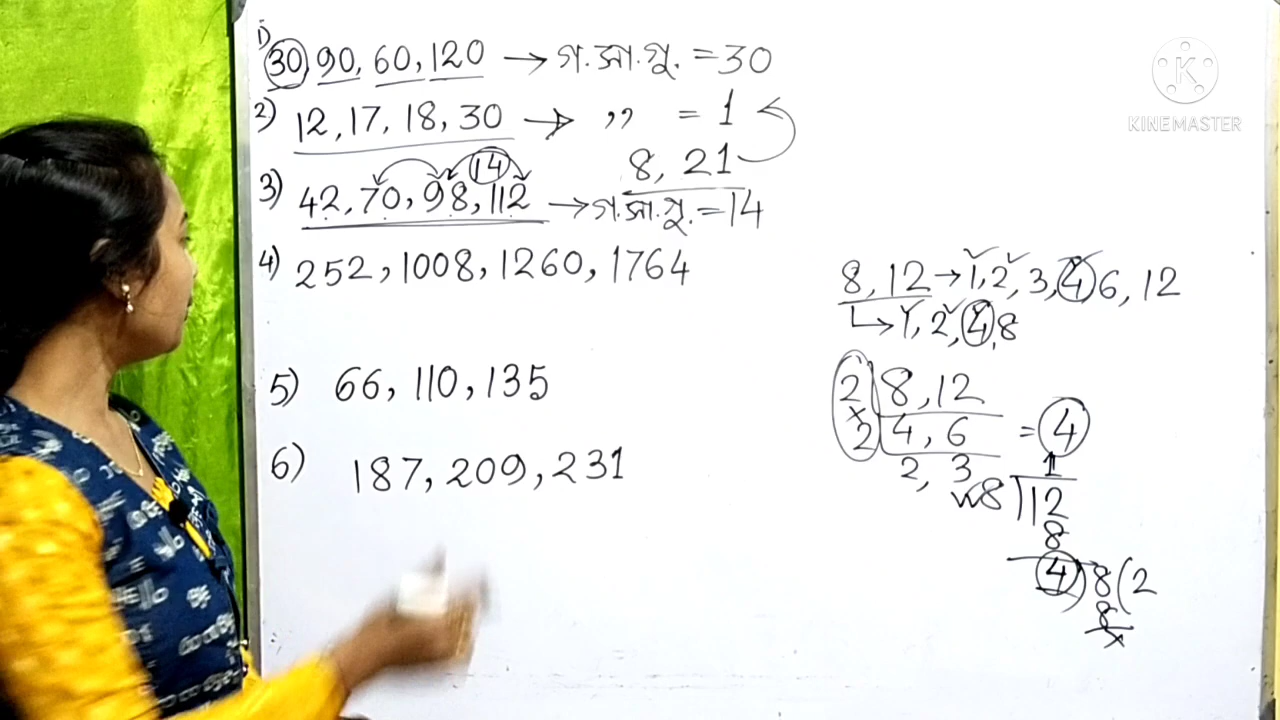 1) 30, 90, 60, 120 → গ.সা.গু. = 30
2) 12, 17, 18, 30 → ,, = 1
8, 21
3) 42, 70, 98, 112 → গ.সা.গু. = 14
14
4) 252, 1008, 1260, 1764
5) 66, 110, 135
6) 187, 209, 231
8, 12 → 1, 2, 3, 4 6, 12
→ 1, 2, 4, 8
2 8, 12
×
2 4, 6 = 4
2, 3
1
8) 12
8
4) 8 (2
8
×
KINEMASTER